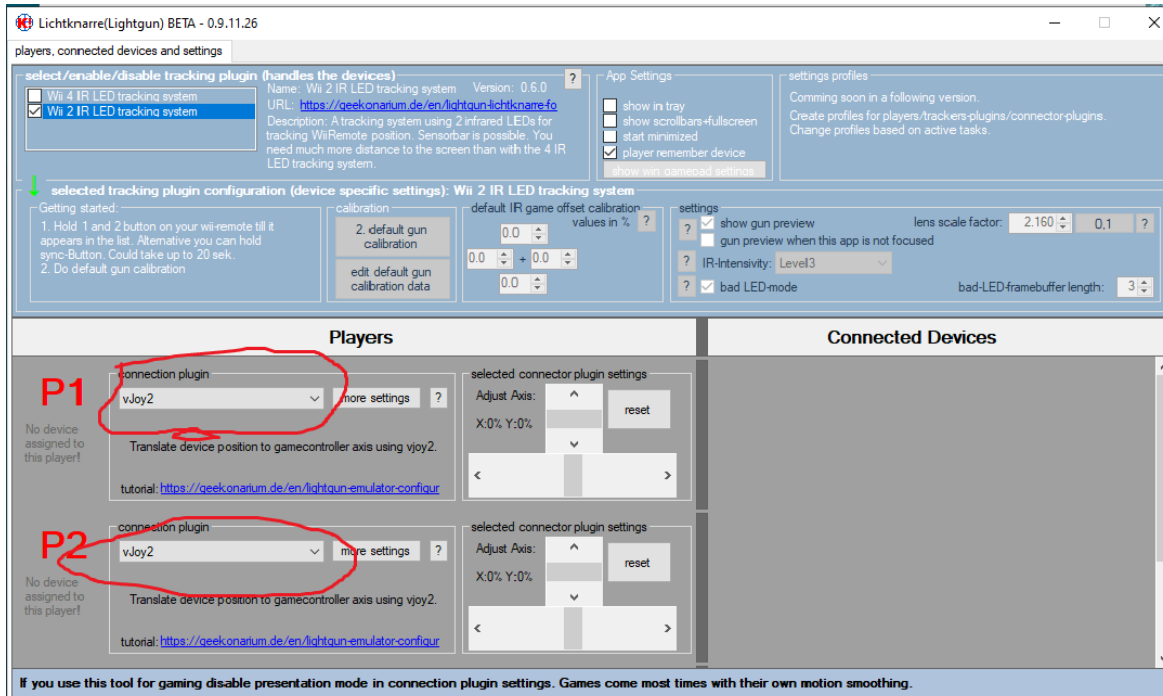 Lichtknarre(Lightgun) BETA - 0.9.11.26
players, connected devices and settings
select/enable/disable tracking plugin (handles the devices)
Wii 4 IR LED tracking system
Wii 2 IR LED tracking system
Name: Wii 2 IR LED tracking system Version: 0.6.0 ?
URL: https://geekonarium.de/en/lightgun-lichtknarre-fo
Description: A tracking system using
2 infrared LEDs for
tracking WiiRemote position. Sensorbar is possible. You
need much more distance to the screen than with the 4 IR
LED tracking system.
App Settings
show in tray
show scrollbars+fullscreen
start minimized
player remember device
show win gamepad settings
settings profiles
Comming soon in a following version.
Create profiles for players/trackers-plugins/connector-plugins.
Change profiles based on active tasks.
selected tracking plugin configuration (device specific settings): Wii 2 IR LED tracking system
Getting started:
1. Hold 1 and 2 button on your wii-remote till it
appears in the list. Alternative you can hold
sync-Button. Could take up to 20 sek.
2. Do default gun calibration
calibration
2. default gun
calibration
edit default gun
calibration data
default IR game offset calibration
values in % ?
0.0
0.0 + 0.0
0.0
settings
? show gun preview
gun preview when this app is not focused
lens scale factor: 2.160 0,1 ?
? IR-Intensivity: Level3
? bad LED-mode
bad-LED-framebuffer length: 3
Players
Connected Devices
P1
No device
assigned to
this player!
connection plugin
vJoy2 more settings ?
Translate device position to gamecontroller axis using vjoy2.
tutorial: https://geekonarium.de/en/lightgun-emulator-configur
selected connector plugin settings
Adjust Axis:
X:0% Y:0%
reset
P2
No device
assigned to
this player!
connection plugin
vJoy2 more settings ?
Translate device position to gamecontroller axis using vjoy2.
tutorial: https://geekonarium.de/en/lightgun-emulator-configur
selected connector plugin settings
Adjust Axis:
X:0% Y:0%
reset
If you use this tool for gaming disable presentation mode in connection plugin settings. Games come most times with their own motion smoothing.